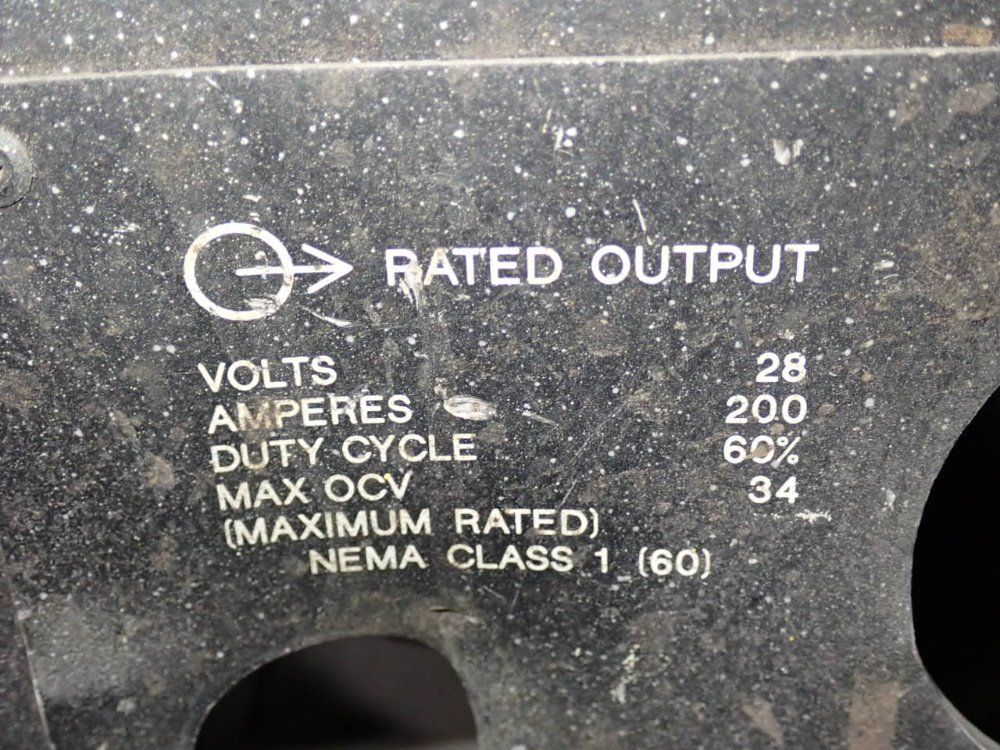 RATED OUTPUT
VOLTS 28
AMPERES 200
DUTY CYCLE 60%
MAX OCV 34
(MAXIMUM RATED)
NEMA CLASS 1 (60)